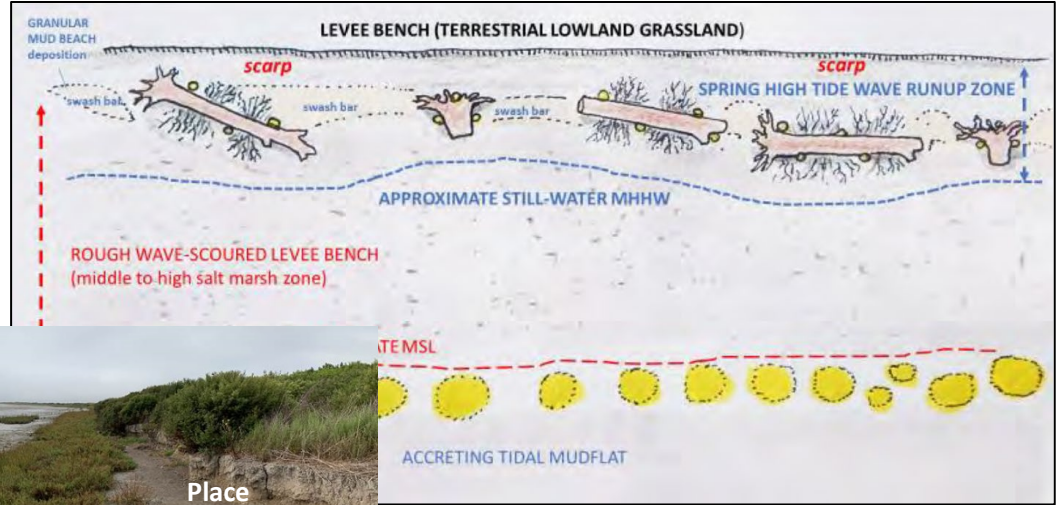 LEVEE BENCH (TERRESTRIAL LOWLAND GRASSLAND)
GRANULAR
MUD BEACH
deposition
scarp
scarp
SPRING HIGH TIDE WAVE RUNUP ZONE
swash bar
swash bar
swash bar
APPROXIMATE STILL-WATER MHHW
ROUGH WAVE-SCOURED LEVEE BENCH
(middle to high salt marsh zone)
ATE MSL
ACCRETING TIDAL MUDFLAT
Place